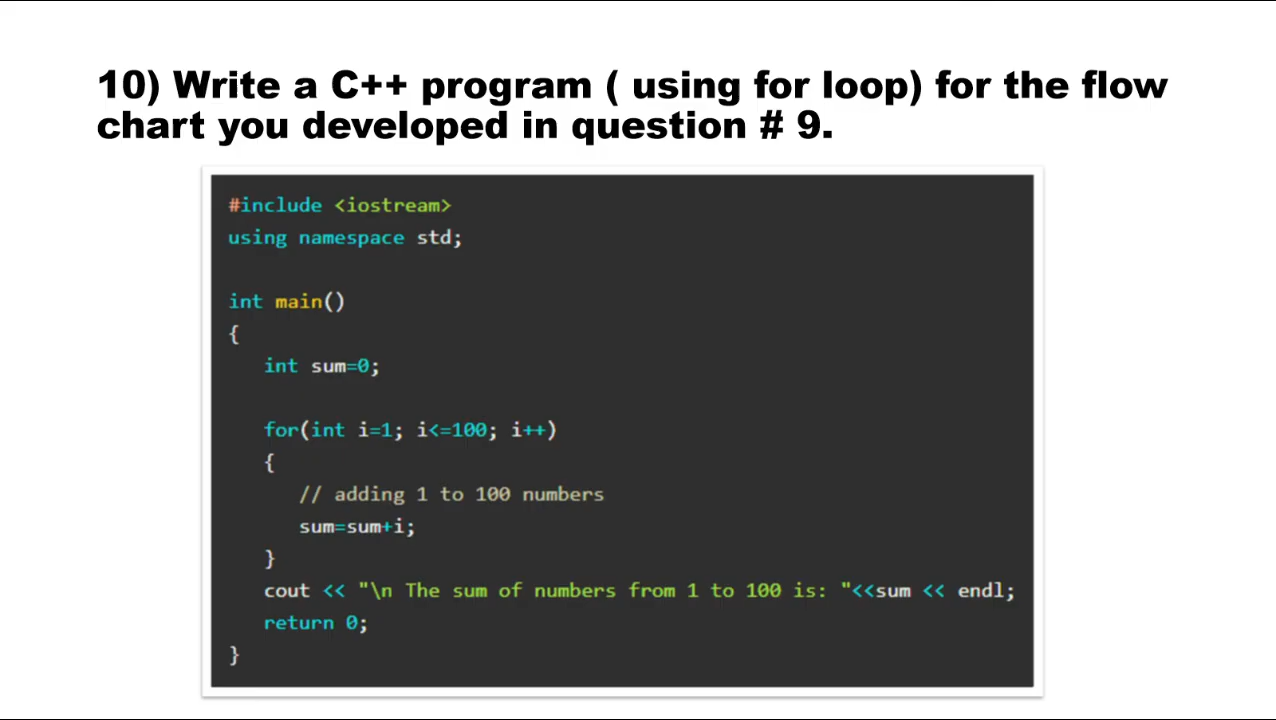 10) Write a C++ program ( using for loop) for the flow
chart you developed in question # 9.
#include <iostream>
using namespace std;
int main()
{
int sum=0;
for(int i=1; i<=100; i++)
{
// adding 1 to 100 numbers
sum=sum+i;
}
cout << "\n The sum of numbers from 1 to 100 is: "<<sum << endl;
return 0;
}